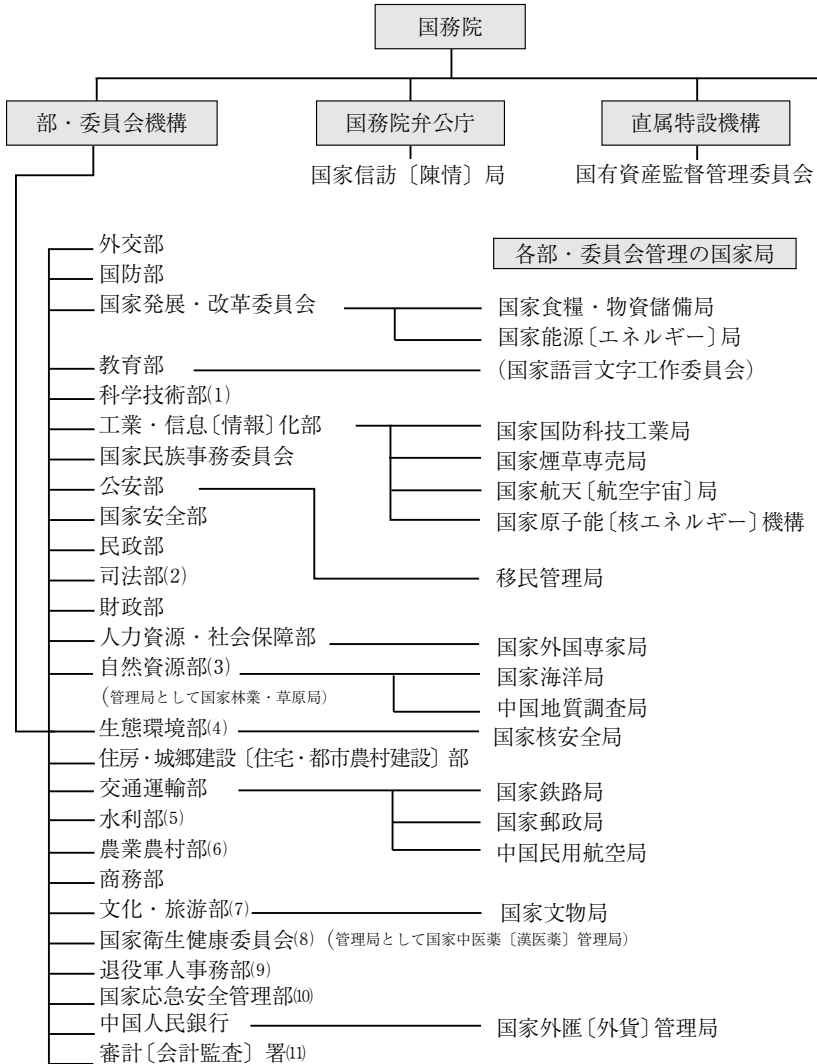 国務院
部・委員会機構
国務院弁公庁
直属特設機構
国家信訪〔陳情〕局
国有資産監督管理委員会
各部・委員会管理の国家局
外交部
国防部
国家発展・改革委員会
国家食糧・物資儲備局
国家能源〔エネルギー〕局
教育部
(国家語言文字工作委員会)
科学技術部(1)
工業・信息〔情報〕化部
国家国防科技工業局
国家民族事務委員会
国家煙草専売局
公安部
国家航天〔航空宇宙〕局
国家安全部
国家原子能〔核エネルギー〕機構
民政部
司法部(2)
移民管理局
財政部
人力資源・社会保障部
国家外国専家局
自然資源部(3)
国家海洋局
(管理局として国家林業・草原局)
中国地質調査局
生態環境部(4)
国家核安全局
住房・城郷建設〔住宅・都市農村建設〕部
交通運輸部
国家鉄路局
水利部(5)
国家郵政局
農業農村部(6)
中国民用航空局
商務部
文化・旅游部(7)
国家文物局
国家衛生健康委員会(8) (管理局として国家中医薬〔漢医薬〕管理局)
退役軍人事務部(9)
国家応急安全管理部(10)
中国人民銀行
国家外匯〔外貨〕管理局
審計〔会計監査〕署(11)